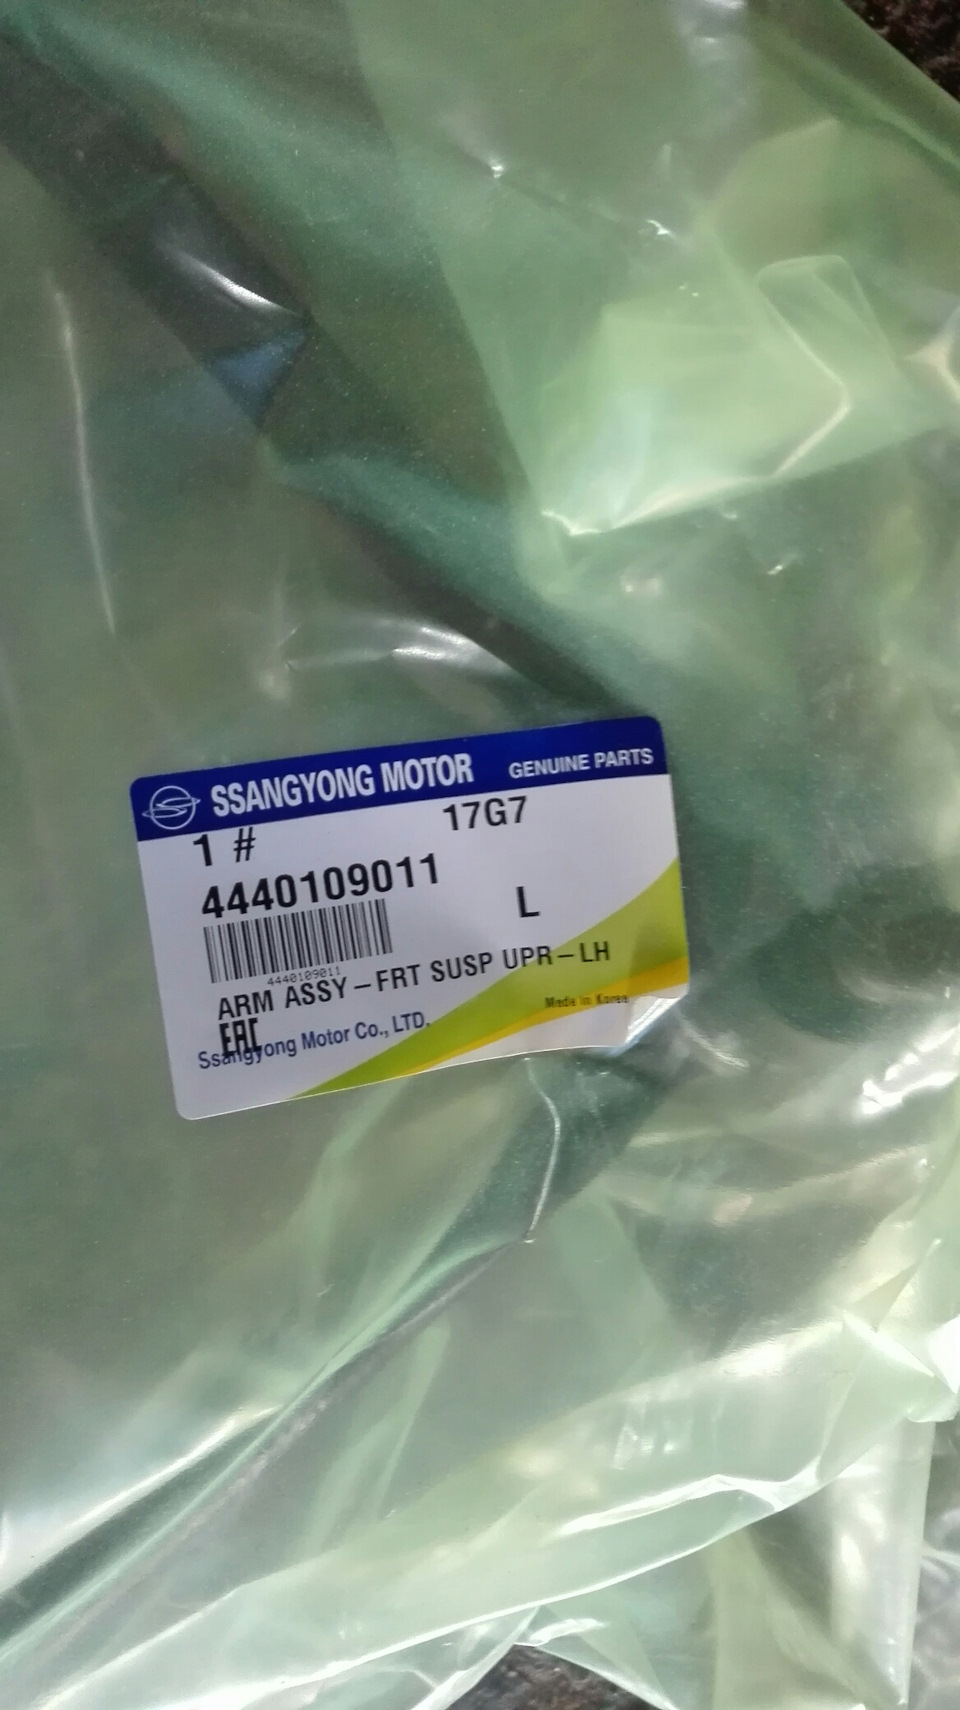 SSANGYONG MOTOR GENUINE PARTS
1 # 17G7
4440109011
L
4440109011
ARM ASSY-FRT SUSP UPR-LH
EAC
Made in Korea
Ssangyong Motor Co., LTD.